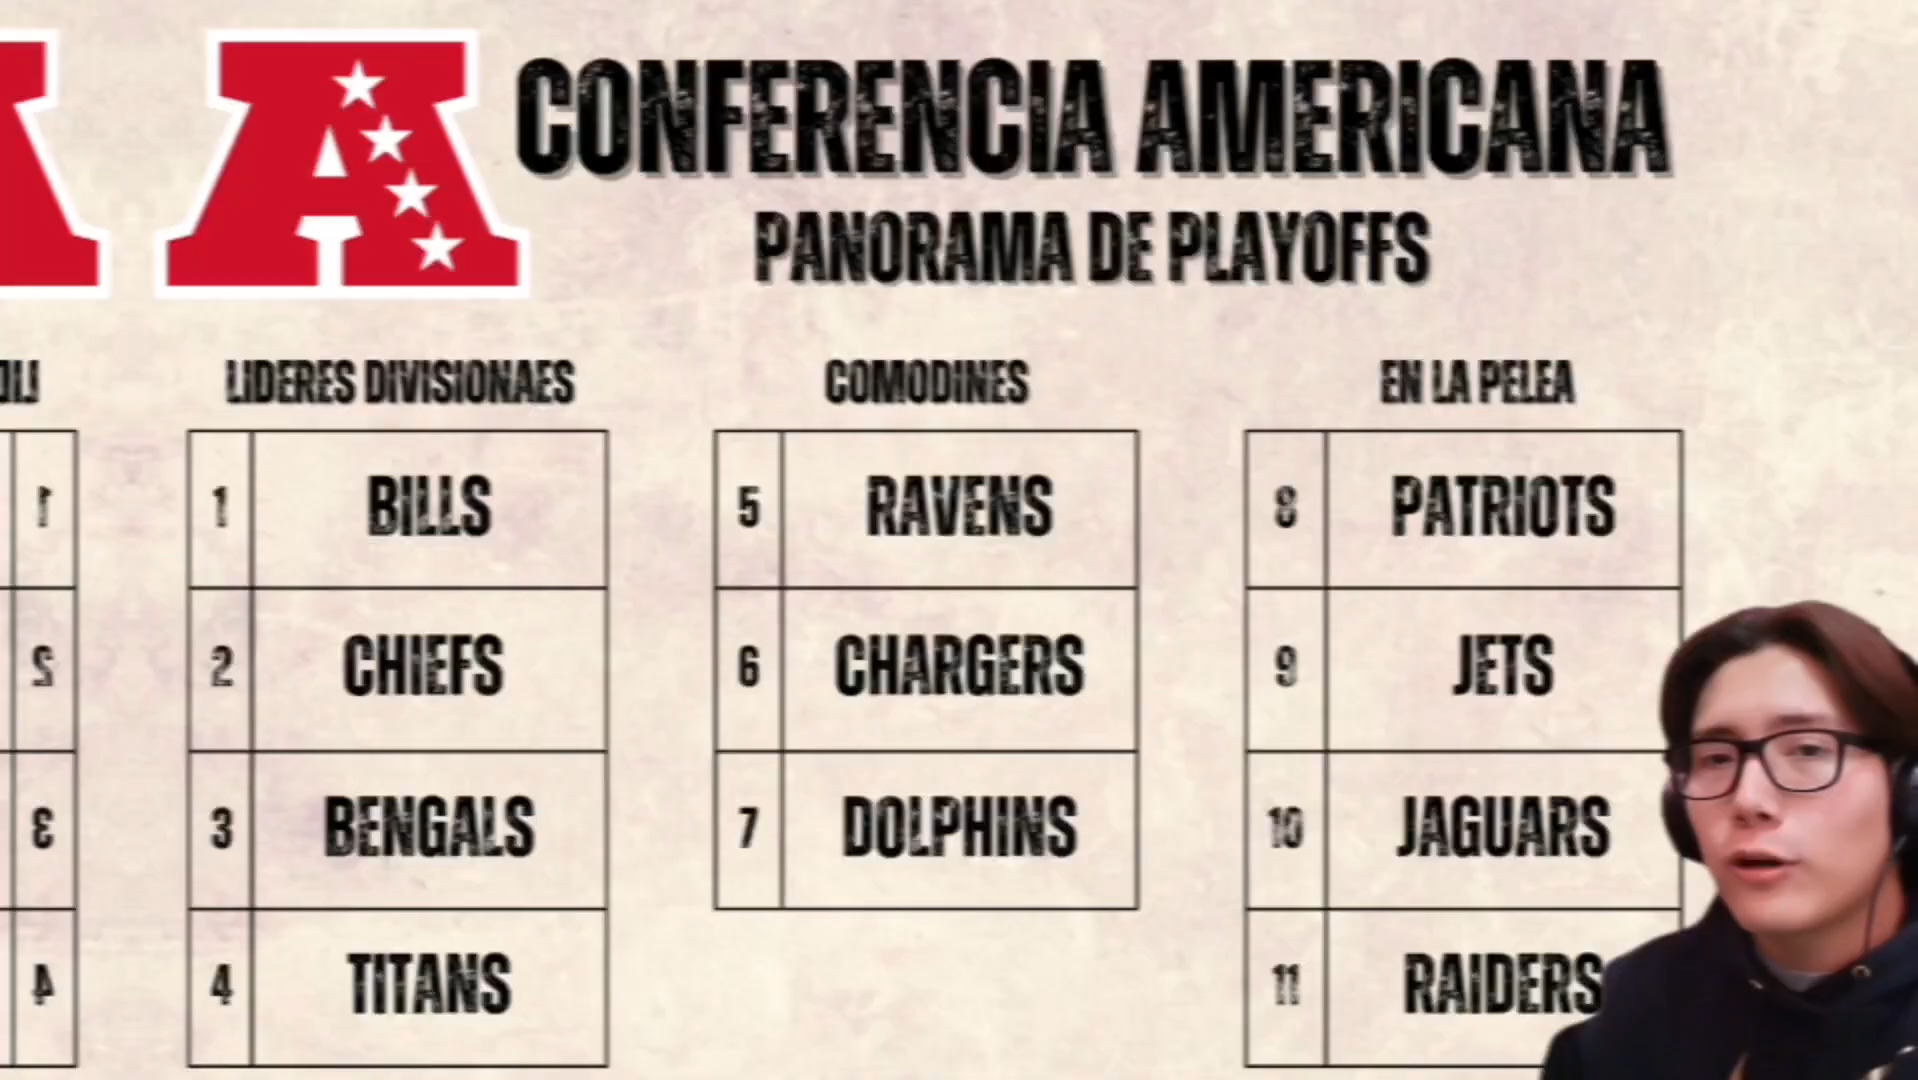 CONFERENCIA AMERICANA
PANORAMA DE PLAYOFFS
LIDERES DIVISIONAES
1 BILLS
2 CHIEFS
3 BENGALS
4 TITANS
COMODINES
5 RAVENS
6 CHARGERS
7 DOLPHINS
EN LA PELEA
8 PATRIOTS
9 JETS
10 JAGUARS
11 RAIDERS